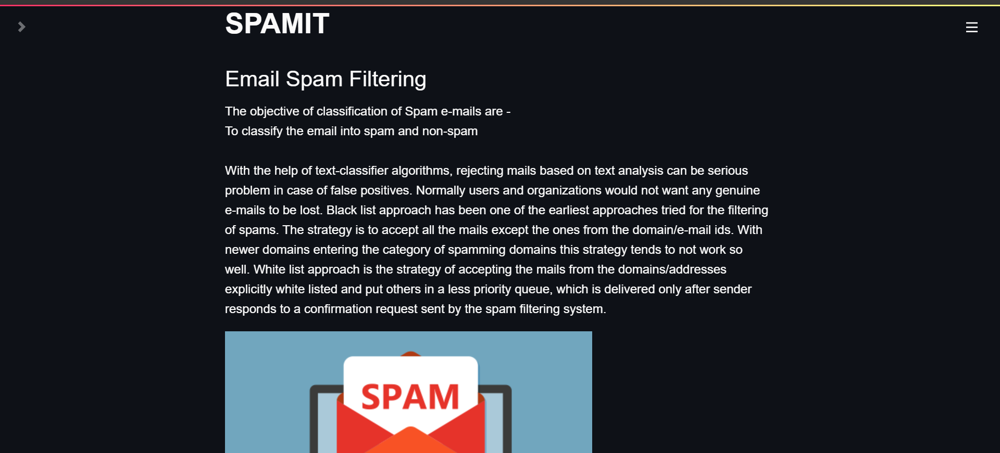 SPAMIT
Email Spam Filtering
The objective of classification of Spam e-mails are -
To classify the email into spam and non-spam
With the help of text-classifier algorithms, rejecting mails based on text analysis can be serious
problem in case of false positives. Normally users and organizations would not want any genuine
e-mails to be lost. Black list approach has been one of the earliest approaches tried for the filtering
of spams. The strategy is to accept all the mails except the ones from the domain/e-mail ids. With
newer domains entering the category of spamming domains this strategy tends to not work so
well. White list approach is the strategy of accepting the mails from the domains/addresses
explicitly white listed and put others in a less priority queue, which is delivered only after sender
responds to a confirmation request sent by the spam filtering system.
SPAM